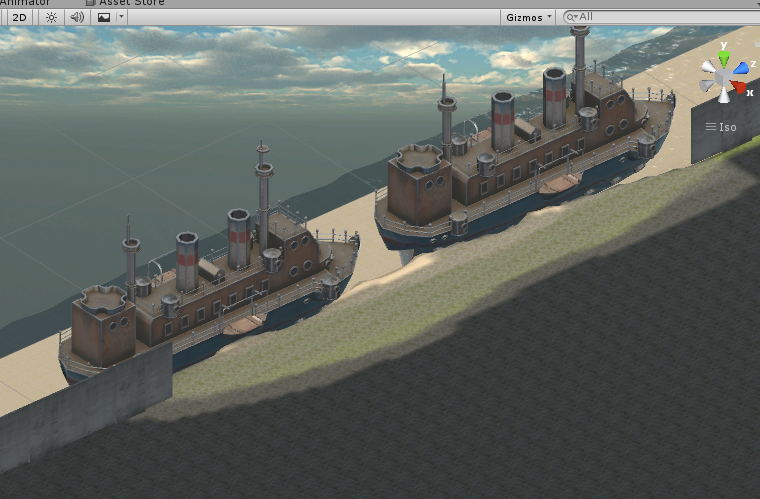 Animator Asset Store
2D Gizmos All
y
z
x
Iso